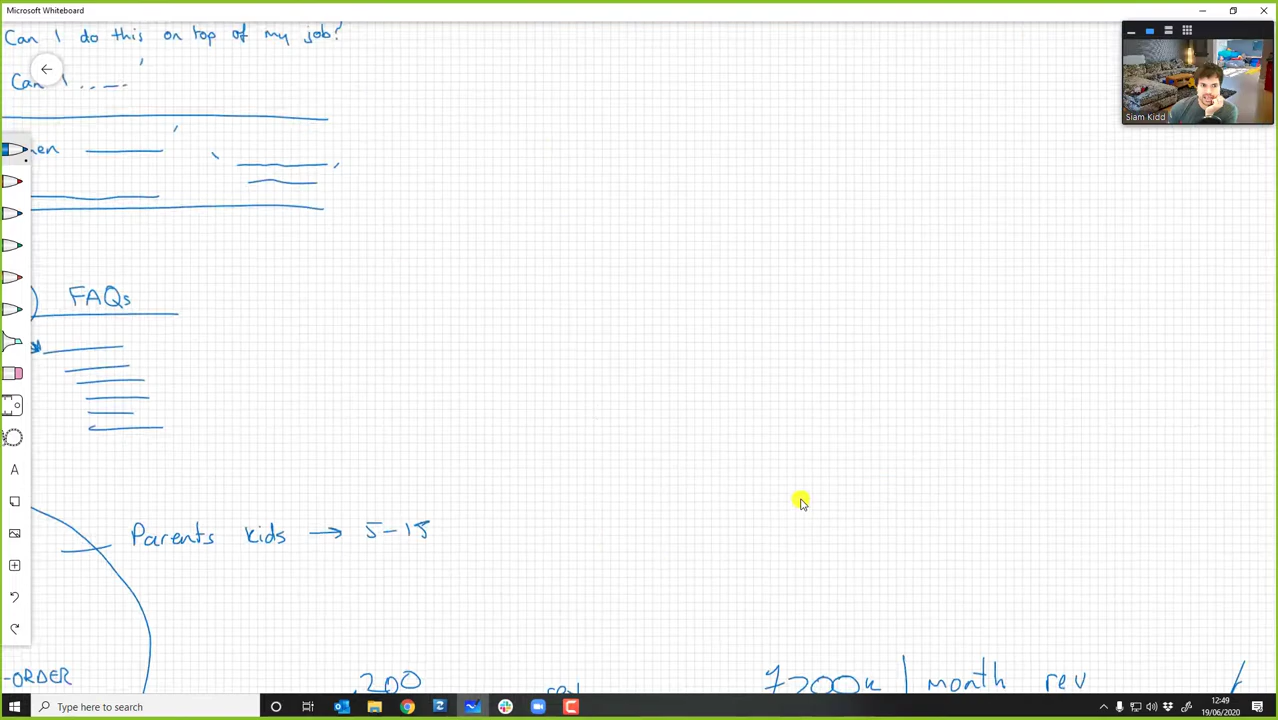 Microsoft Whiteboard
Can I do this on top of my job?
Can I .. _ _.
Siam Kidd
FAQs
Parents kids → 5-15
-ORDER
200
month rev
Type here to search
12:49
19/06/2020